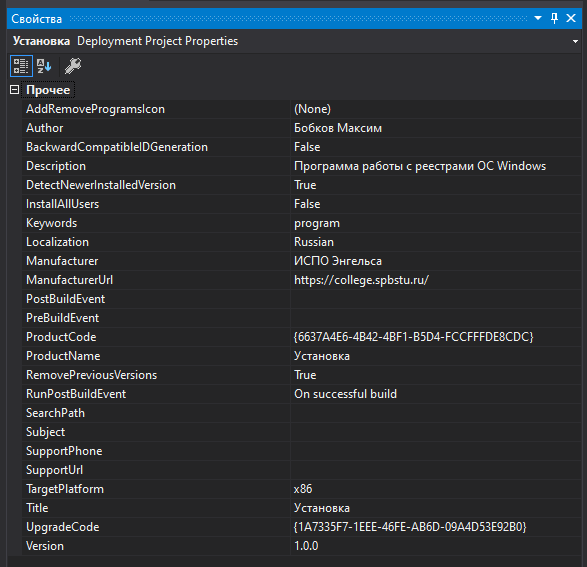 Свойства
Установка Deployment Project Properties
Прочее
AddRemoveProgramsIcon (None)
Author Бобков Максим
BackwardCompatibleIDGeneration False
Description Программа работы с реестрами ОС Windows
DetectNewerInstalledVersion True
InstallAllUsers False
Keywords program
Localization Russian
Manufacturer ИСПО Энгельса
ManufacturerUrl https://college.spbstu.ru/
PostBuildEvent
PreBuildEvent
ProductCode {6637A4E6-4B42-4BF1-B5D4-FCCFFFDE8CDC}
ProductName Установка
RemovePreviousVersions True
RunPostBuildEvent On successful build
SearchPath
Subject
SupportPhone
SupportUrl
TargetPlatform x86
Title Установка
UpgradeCode {1A7335F7-1EEE-46FE-AB6D-09A4D53E92B0}
Version 1.0.0